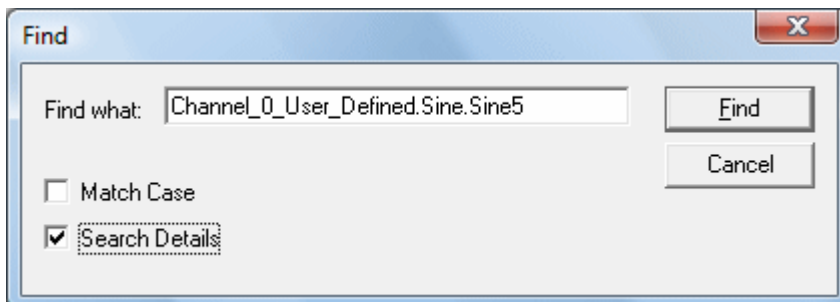 Find
Find what: Channel_0_User_Defined.Sine.Sine5
Find
Cancel
Match Case
Search Details